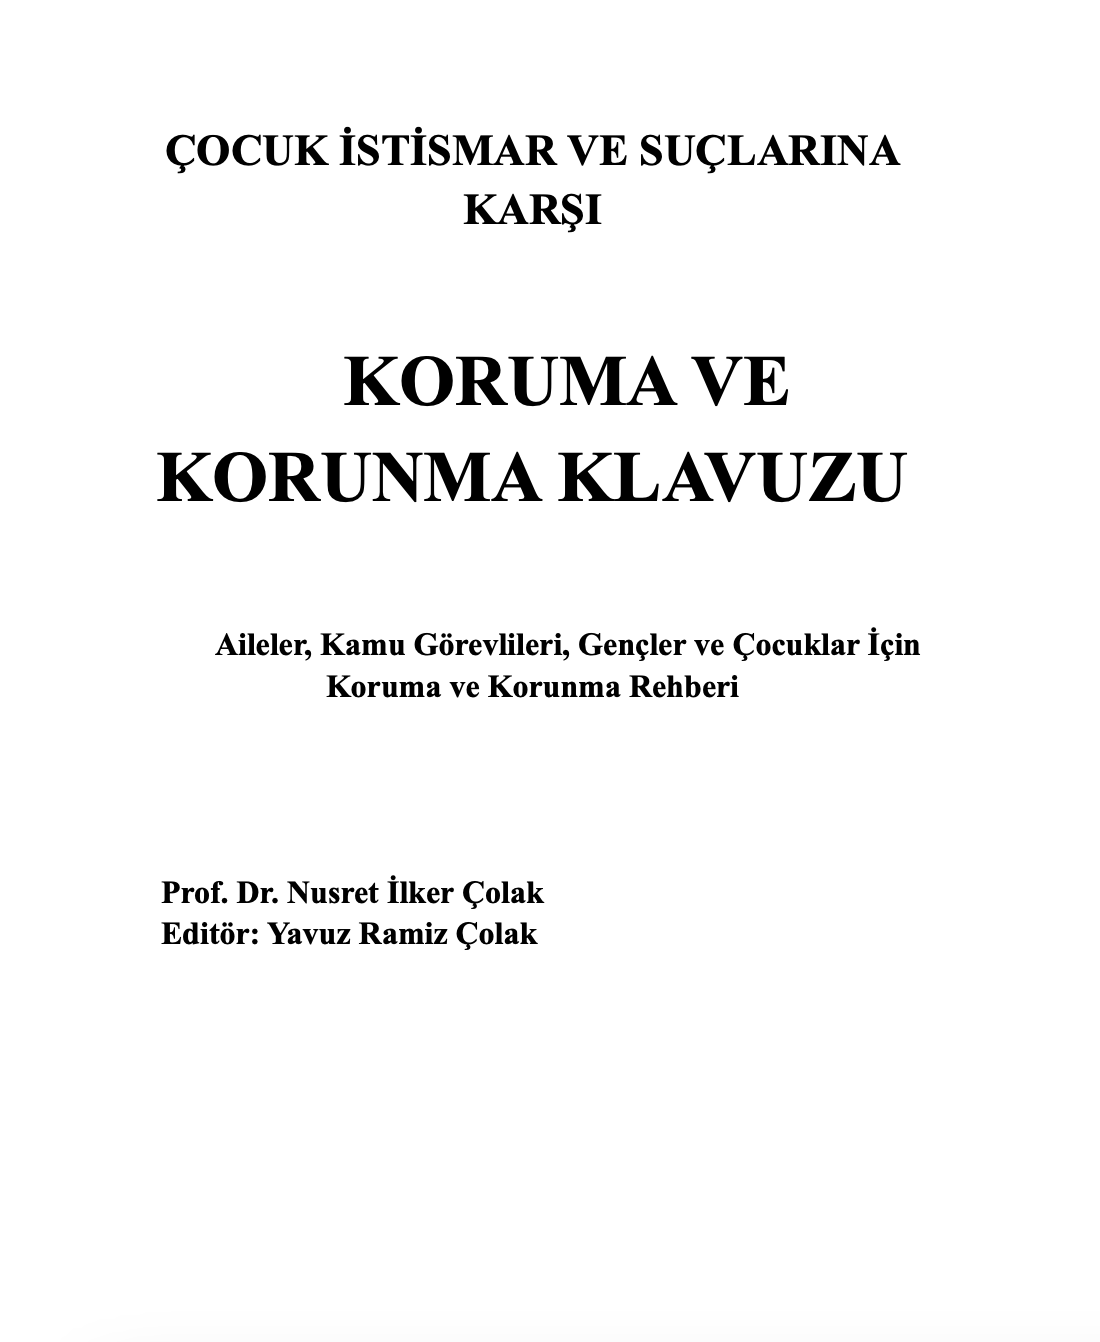 ÇOCUK İSTİSMAR VE SUÇLARINA
KARŞI
KORUMA VE
KORUNMA KLAVUZU
Aileler, Kamu Görevlileri, Gençler ve Çocuklar İçin
Koruma ve Korunma Rehberi
Prof. Dr. Nusret İlker Çolak
Editör: Yavuz Ramiz Çolak